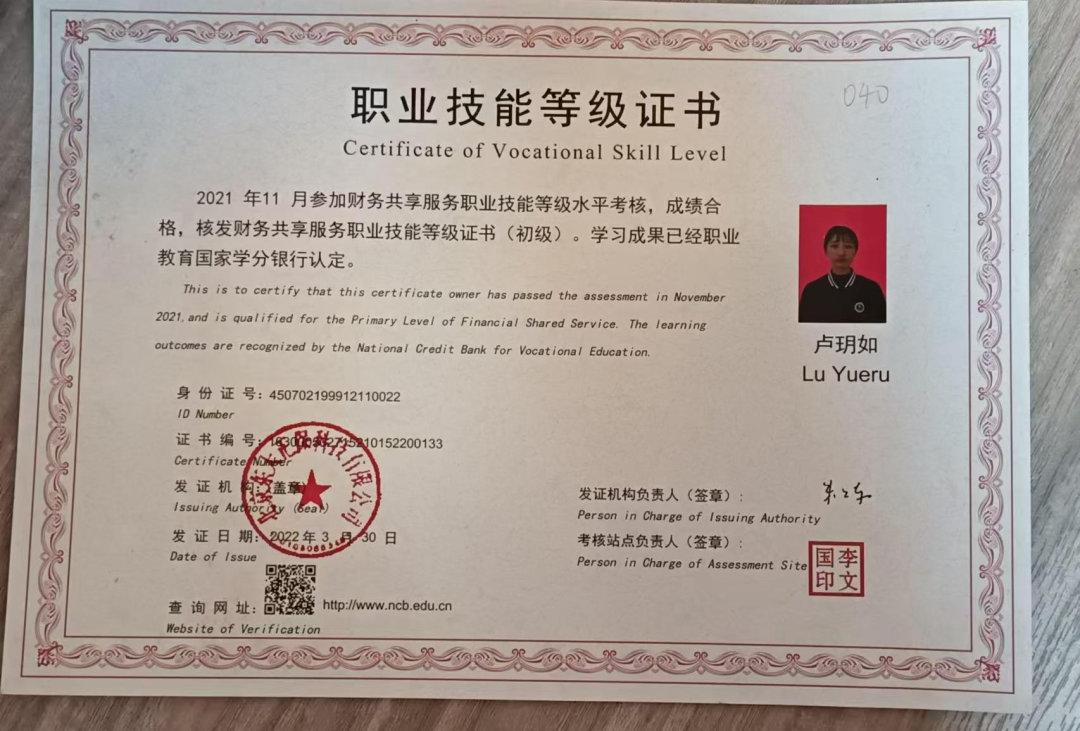 040
职业技能等级证书
Certificate of Vocational Skill Level
2021 年11 月参加财务共享服务职业技能等级水平考核，成绩合
格，核发财务共享服务职业技能等级证书（初级）。学习成果已经职业
教育国家学分银行认定。
This is to certify that this certificate owner has passed the assessment in November
2021,and is qualified for the Primary Level of Financial Shared Service. The learning
outcomes are recognized by the National Credit Bank for Vocational Education.
卢玥如
Lu Yueru
身 份 证 号：450702199912110022
ID Number
证 书 编 号：
Certificate Number
发 证 机 构：（盖章）
Issuing Authority (Seal)
发 证 日 期：2022 年 3 月 30 日
Date of Issue
查 询 网 址：http://www.ncb.edu.cn
Website of Verification
发证机构负责人（签章）：
Person in Charge of Issuing Authority
考核站点负责人（签章）：
Person in Charge of Assessment Site
李文国印